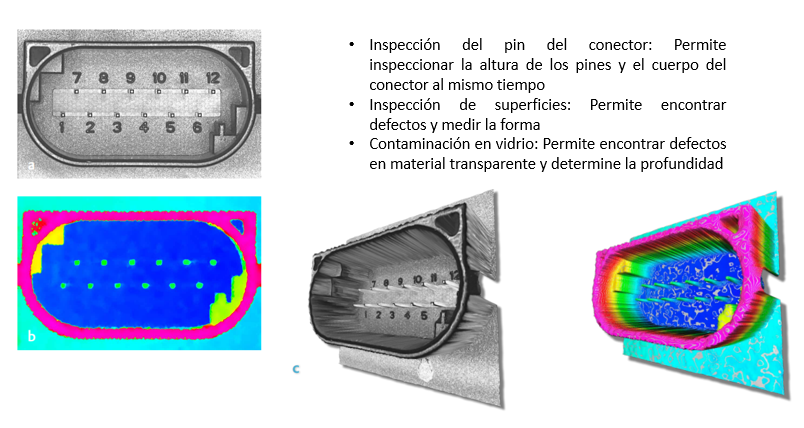 • Inspección del pin del conector: Permite
inspeccionar la altura de los pines y el cuerpo del
conector al mismo tiempo
• Inspección de superficies: Permite encontrar
defectos y medir la forma
• Contaminación en vidrio: Permite encontrar defectos
en material transparente y determine la profundidad
7 8 9 10 11 12
1 2 3 4 5 6
a
b
7 8 9 10 11 12
1 2 3 4 5
c